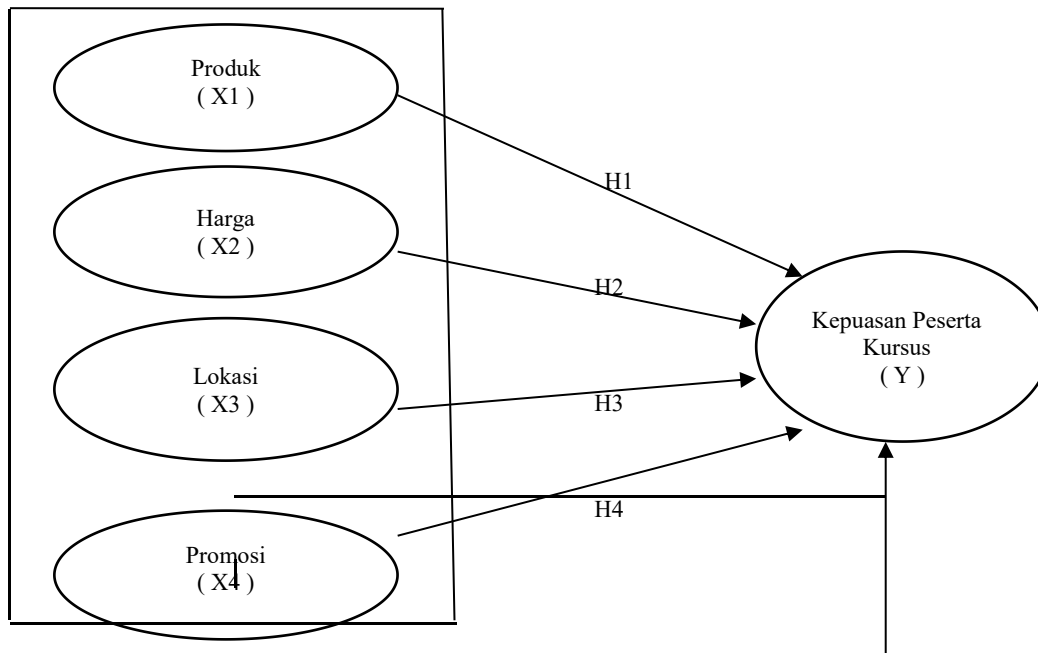 Produk
( X1 )
H1
Harga
( X2 )
H2
Kepuasan Peserta
Kursus
( Y )
Lokasi
( X3 )
H3
H4
Promosi
( X4 )